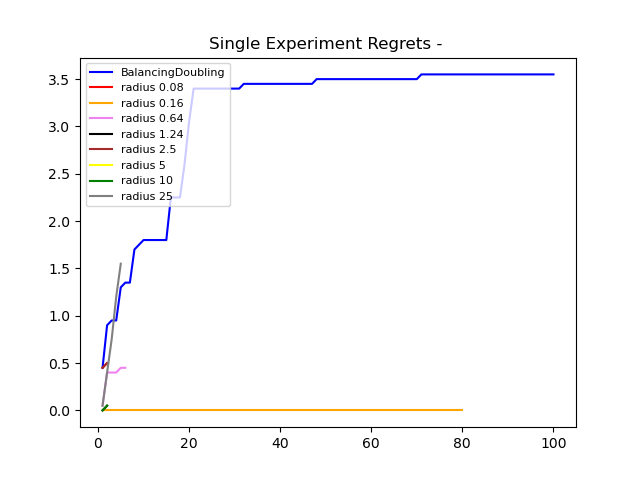 Single Experiment Regrets -
BalancingDoubling
radius 0.08
radius 0.16
radius 0.64
radius 1.24
radius 2.5
radius 5
radius 10
radius 25
3.5
3.0
2.5
2.0
1.5
1.0
0.5
0.0
0 20 40 60 80 100